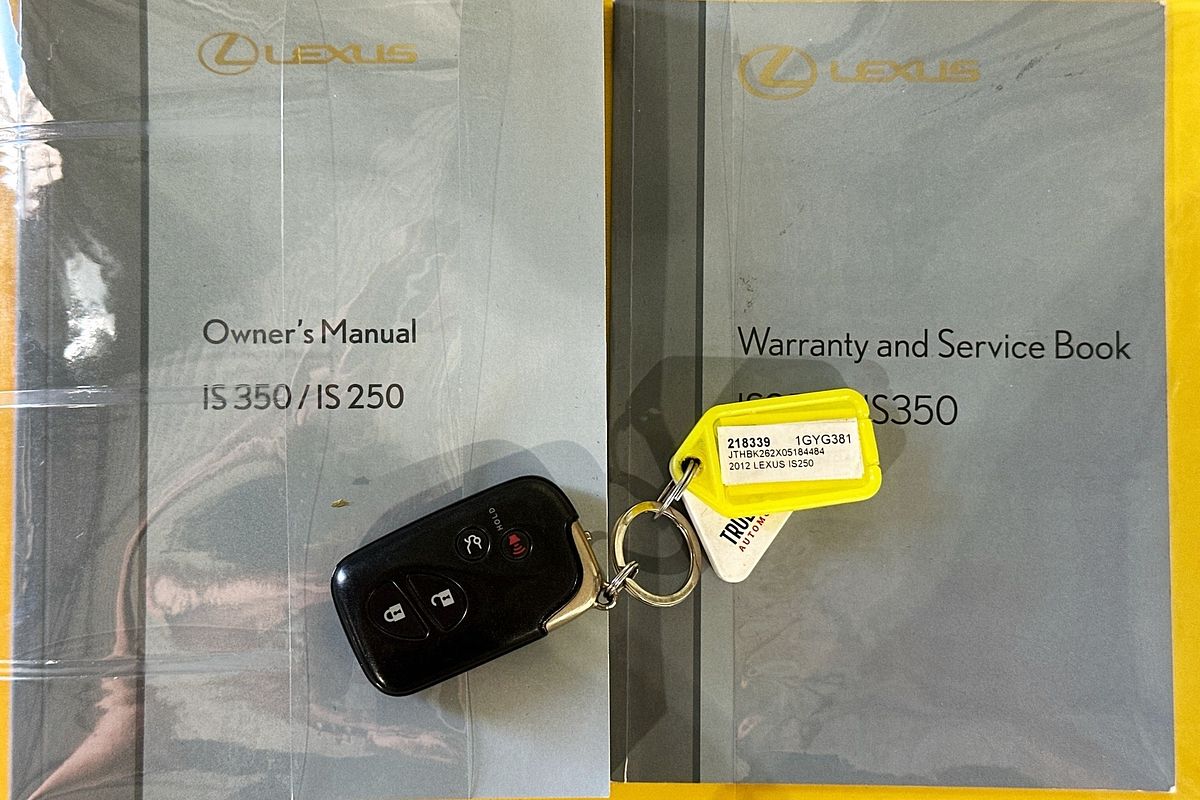 LEXUS
Owner's Manual
IS 350 / IS 250
LEXUS
Warranty and Service Book
IS350
218339 1GYG381
JTHBK262X05184484
2012 LEXUS IS250
HOLD